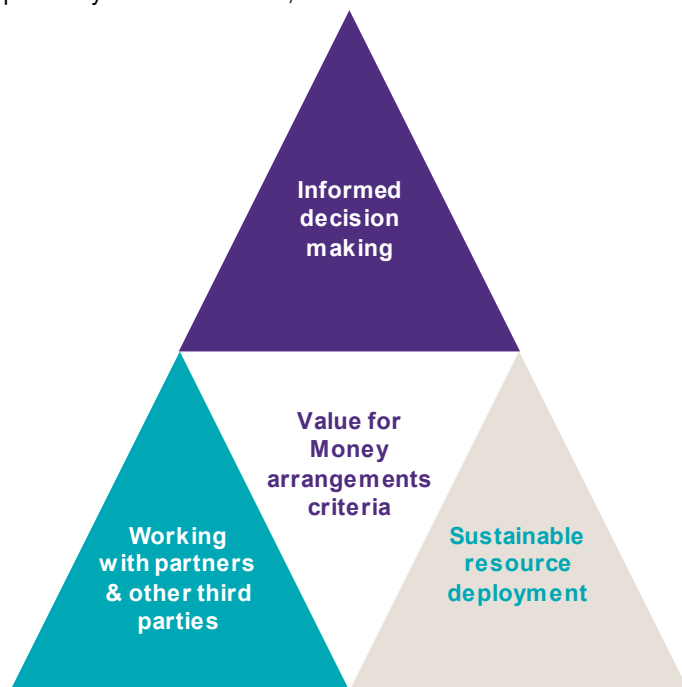 Informed
decision
making
Value for
Money
arrangements
criteria
Working
with partners
& other third
parties
Sustainable
resource
deployment